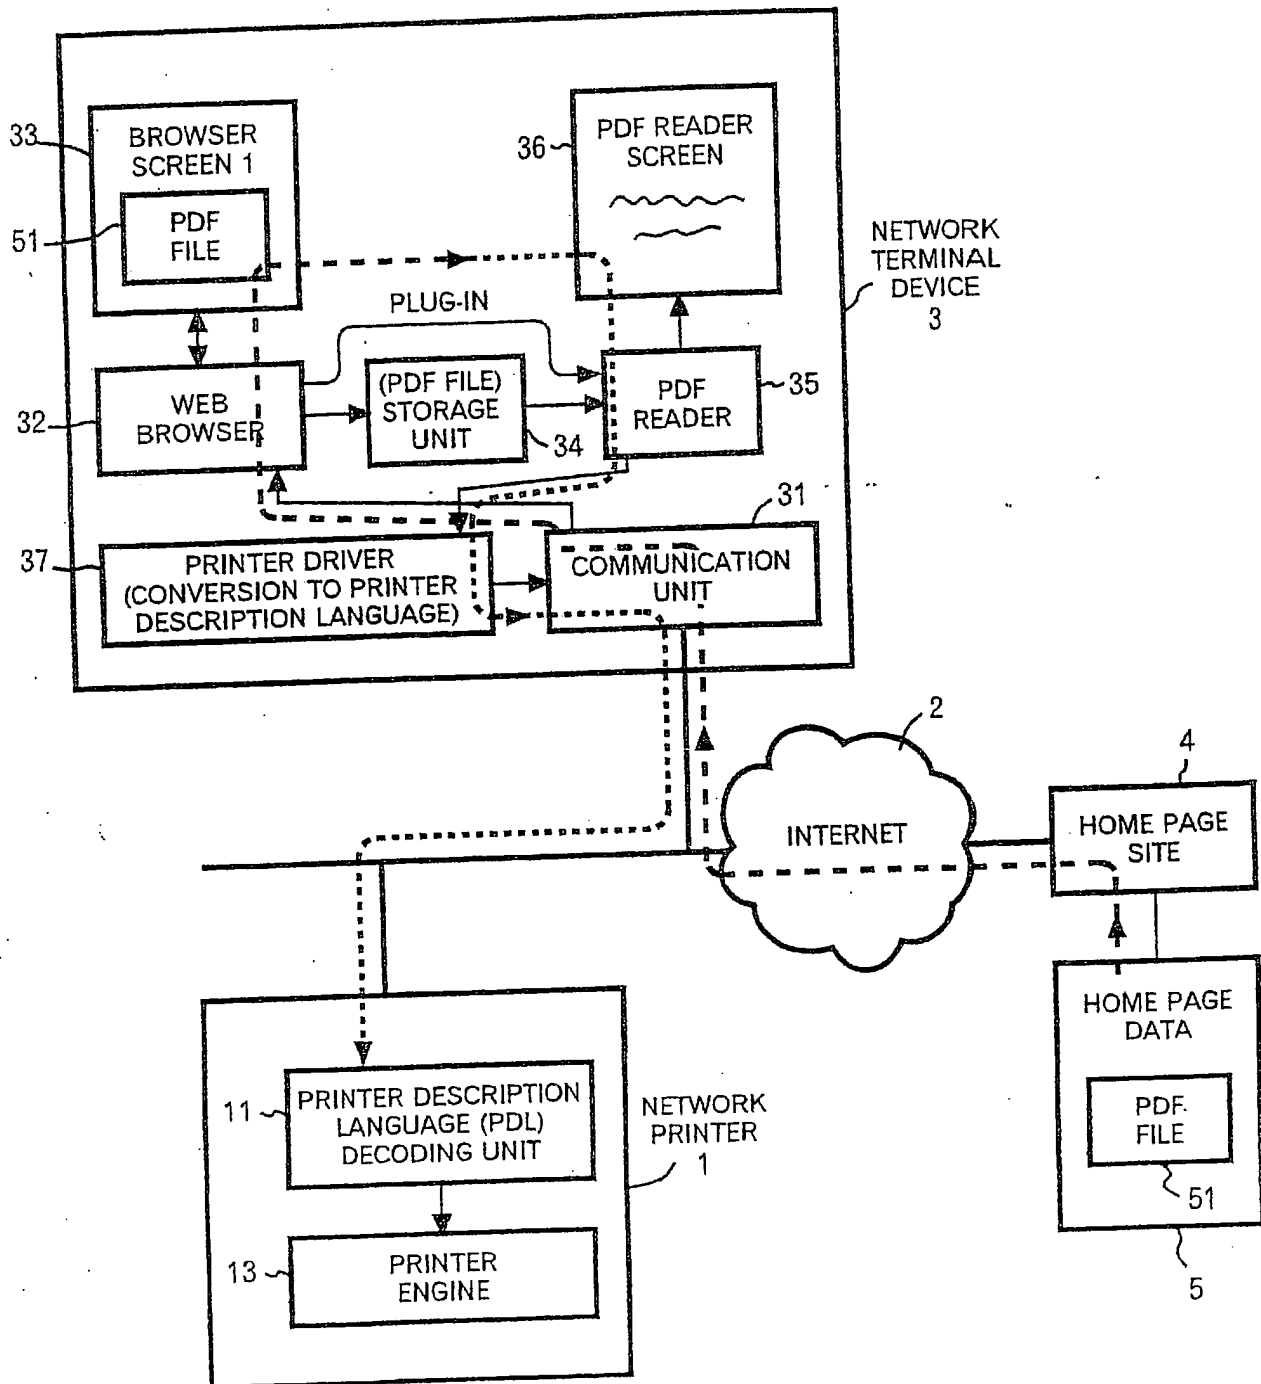 33
BROWSER
SCREEN 1
51
PDF
FILE
36
PDF READER
SCREEN
NETWORK
TERMINAL
DEVICE
3
PLUG-IN
32
WEB
BROWSER
(PDF FILE)
STORAGE
UNIT
34
PDF
READER
35
31
37
PRINTER DRIVER
(CONVERSION TO PRINTER
DESCRIPTION LANGUAGE)
COMMUNICATION
UNIT
2
INTERNET
4
HOME PAGE
SITE
HOME PAGE
DATA
PDF
FILE
51
5
11
PRINTER DESCRIPTION
LANGUAGE (PDL)
DECODING UNIT
NETWORK
PRINTER
1
13
PRINTER
ENGINE